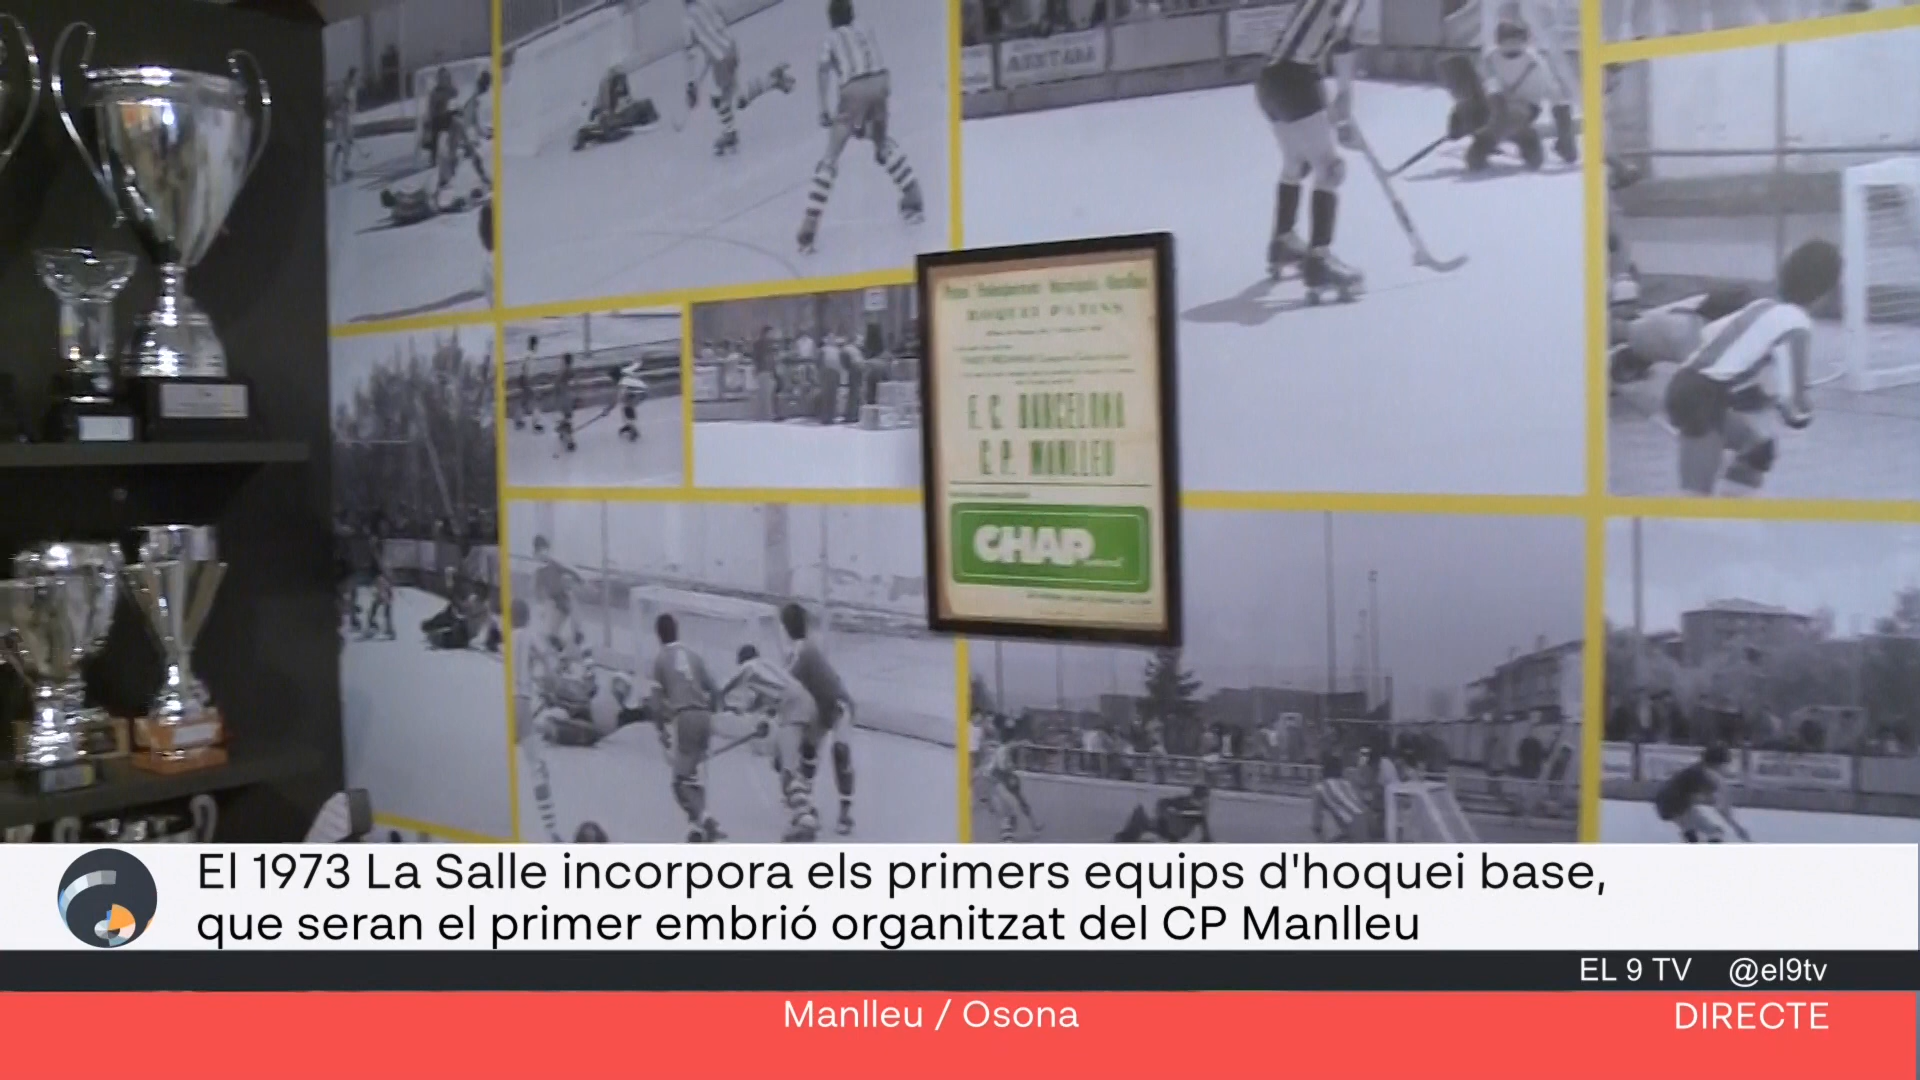 HOQUEI PATINS
F. C. BARCELONA
C. P. MANLLEU
CHAP
El 1973 La Salle incorpora els primers equips d'hoquei base,
que seran el primer embrió organitzat del CP Manlleu
EL 9 TV @el9tv
Manlleu / Osona
DIRECTE